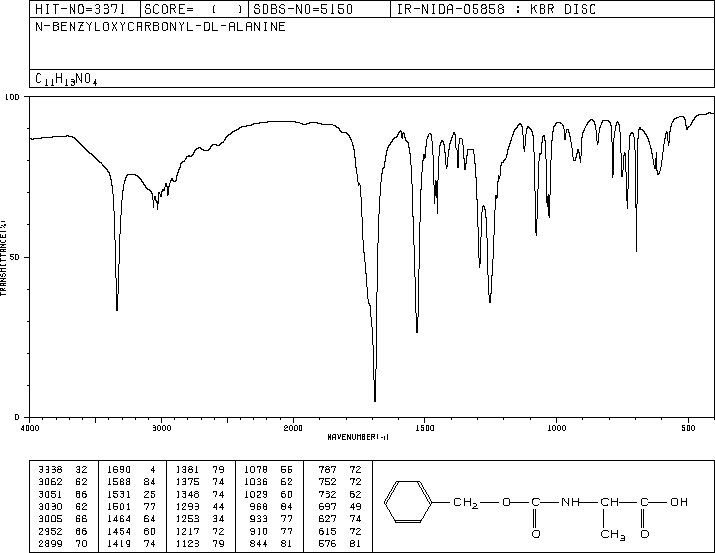 HIT-NO=3371 SCORE= ( ) SDBS-NO=5150 IR-NIDA-05858 : KBR DISC
N-BENZYLOXYCARBONYL-DL-ALANINE
C11H13NO4
100
50
0
TRANSMITTANCE(%)
4000 3000 2000 1500 1000 500
WAVENUMBER(-1)
3338 32 1690 4 1381 79 1078 55 787 72
3062 62 1588 84 1375 74 1036 62 752 72
3051 66 1531 25 1348 74 1029 60 732 62
3030 62 1501 77 1293 44 968 84 697 49
3005 66 1464 64 1253 34 933 77 627 74
2952 66 1454 60 1217 72 910 77 615 72
2899 70 1419 74 1123 79 844 81 576 81
CH2 O C NH CH C OH
O CH3 O